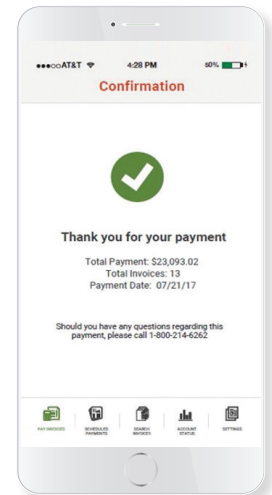 ●●●○○AT&T 4:28 PM 50%
Confirmation
Thank you for your payment
Total Payment: $23,093.02
Total Invoices: 13
Payment Date: 07/21/17
Should you have any questions regarding this
payment, please call 1-800-214-6262
PAY INVOICES SCHEDULED PAYMENTS SEARCH INVOICES ACCOUNT STATUS SETTINGS